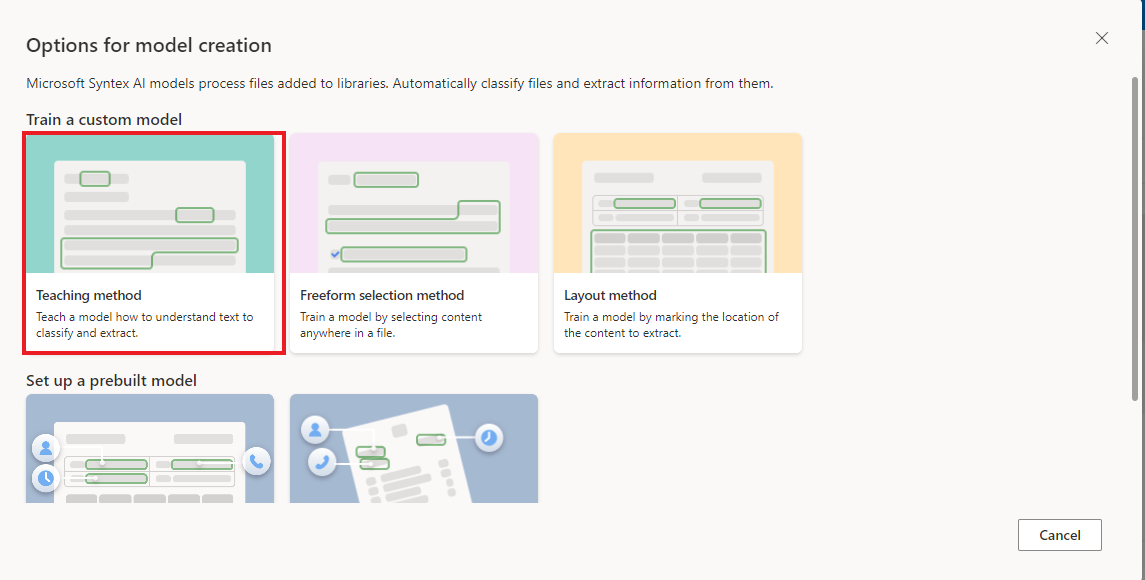 Options for model creation
Microsoft Syntex AI models process files added to libraries. Automatically classify files and extract information from them.
Train a custom model
Teaching method
Teach a model how to understand text to
classify and extract.
Freeform selection method
Train a model by selecting content
anywhere in a file.
Layout method
Train a model by marking the location of
the content to extract.
Set up a prebuilt model
Cancel